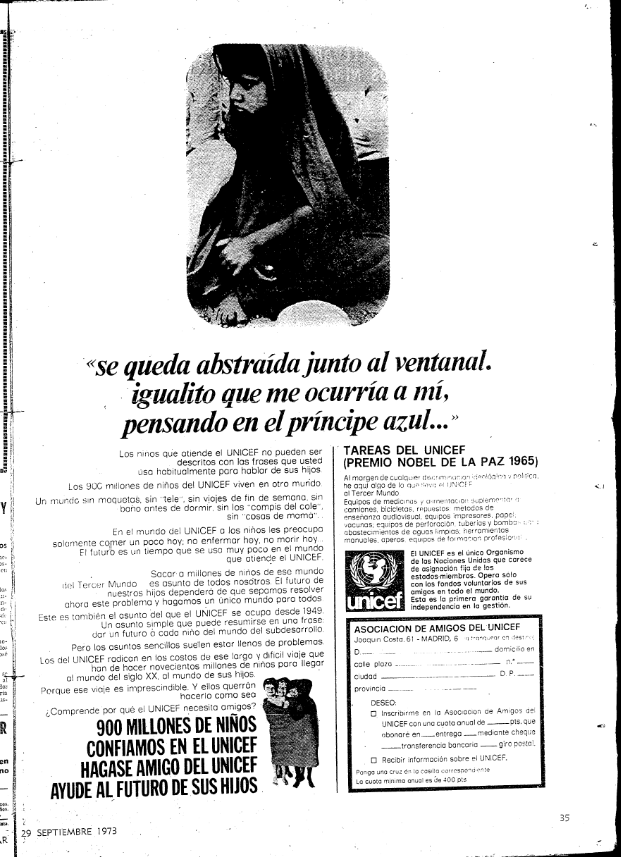 «se queda abstraída junto al ventanal.
igualito que me ocurría a mí,
pensando en el príncipe azul...»
Los niños que atiende el UNICEF no pueden ser
descritos con las frases que usted
usa habitualmente para hablar de sus hijos.
Los 900 millones de niños del UNICEF viven en otro mundo.
Un mundo sin maquetas, sin "tele", sin viajes de fin de semana, sin
baño antes de dormir, sin los "compis del cole",
sin "cosas de mamá"...
En el mundo del UNICEF a los niños les preocupa
solamente comer un poco hoy; no enfermar hoy, no morir hoy...
El futuro es un tiempo que se usa muy poco en el mundo
que atiende el UNICEF.
Sacar a millones de niños de ese mundo
del Tercer Mundo es asunto de todos nosotros. El futuro de
nuestros hijos dependerá de que sepamos resolver
ahora este problema y hagamos un único mundo para todos.
Este es también el asunto del que el UNICEF se ocupa desde 1949.
Un asunto simple que puede resumirse en una frase:
dar un futuro a cada niño del mundo del subdesarrollo.
Pero los asuntos sencillos suelen estar llenos de problemas.
Los del UNICEF radican en los costos de ese largo y difícil viaje que
han de hacer novecientos millones de niños para llegar
al mundo del siglo XX, al mundo de sus hijos.
Porque ese viaje es imprescindible. Y ellos querrán
hacerlo como sea
¿Comprende por qué el UNICEF necesita amigos?
900 MILLONES DE NIÑOS
CONFIAMOS EN EL UNICEF
HAGASE AMIGO DEL UNICEF
AYUDE AL FUTURO DE SUS HIJOS
TAREAS DEL UNICEF
(PREMIO NOBEL DE LA PAZ 1965)
Al margen de cualquier discriminación ideológica y política,
he aquí algo de lo que lleva el UNICEF
al Tercer Mundo
Equipos de medicinas y alimentación suplementaria
camiones, bicicletas, repuestos, métodos de
enseñanza audiovisual, equipos impresores, papel;
vacunas, equipos de perforación, tuberías y bombas
abastecimientos de aguas limpias; herramientos
manuales, aperos, equipos de formación profesional
unicef
El UNICEF es el único Organismo
de las Naciones Unidas que carece
de asignación fija de los
estados miembros. Opera sólo
con los fondos voluntarios de sus
amigos en todo el mundo.
Esta es la primera garantía de su
independencia en la gestión.
ASOCIACION DE AMIGOS DEL UNICEF
Joaquín Costa, 61 - MADRID, 6
D. domicilio en
calle plaza n.º
ciudad D. P.
provincia
DESEO:
Inscribirme en la Asociación de Amigos del
UNICEF con una cuota anual de pts. que
abonaré en entrega mediante cheque
transferencia bancaria giro postal.
Recibir información sobre el UNICEF.
Ponga una cruz en la casilla correspondiente.
La cuota mínima anual es de 400 pts.
29 SEPTIEMBRE 1973
35